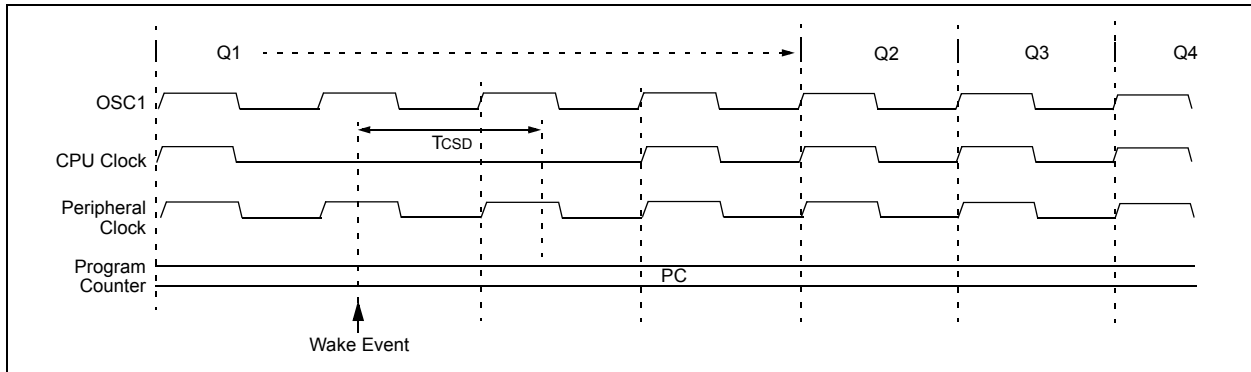 Q1
Q2
Q3
Q4
OSC1
TCSD
CPU Clock
Peripheral
Clock
Program
Counter
PC
Wake Event